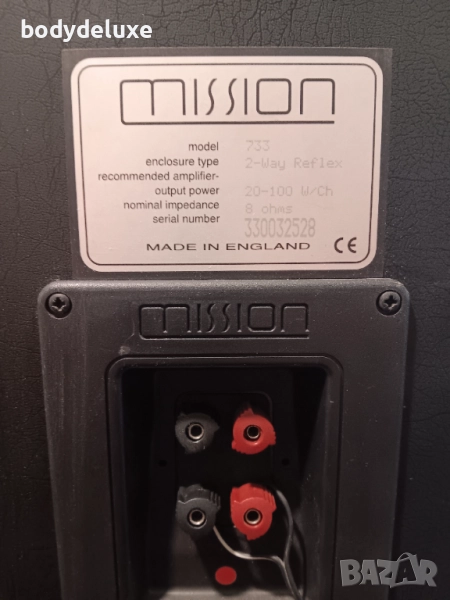 bodydeluxe
mission
model 733
enclosure type 2-Way Reflex
recommended amplifier-
output power 20-100 W/Ch
nominal impedance 8 ohms
serial number 330032528
MADE IN ENGLAND CE
mission
BAZAR